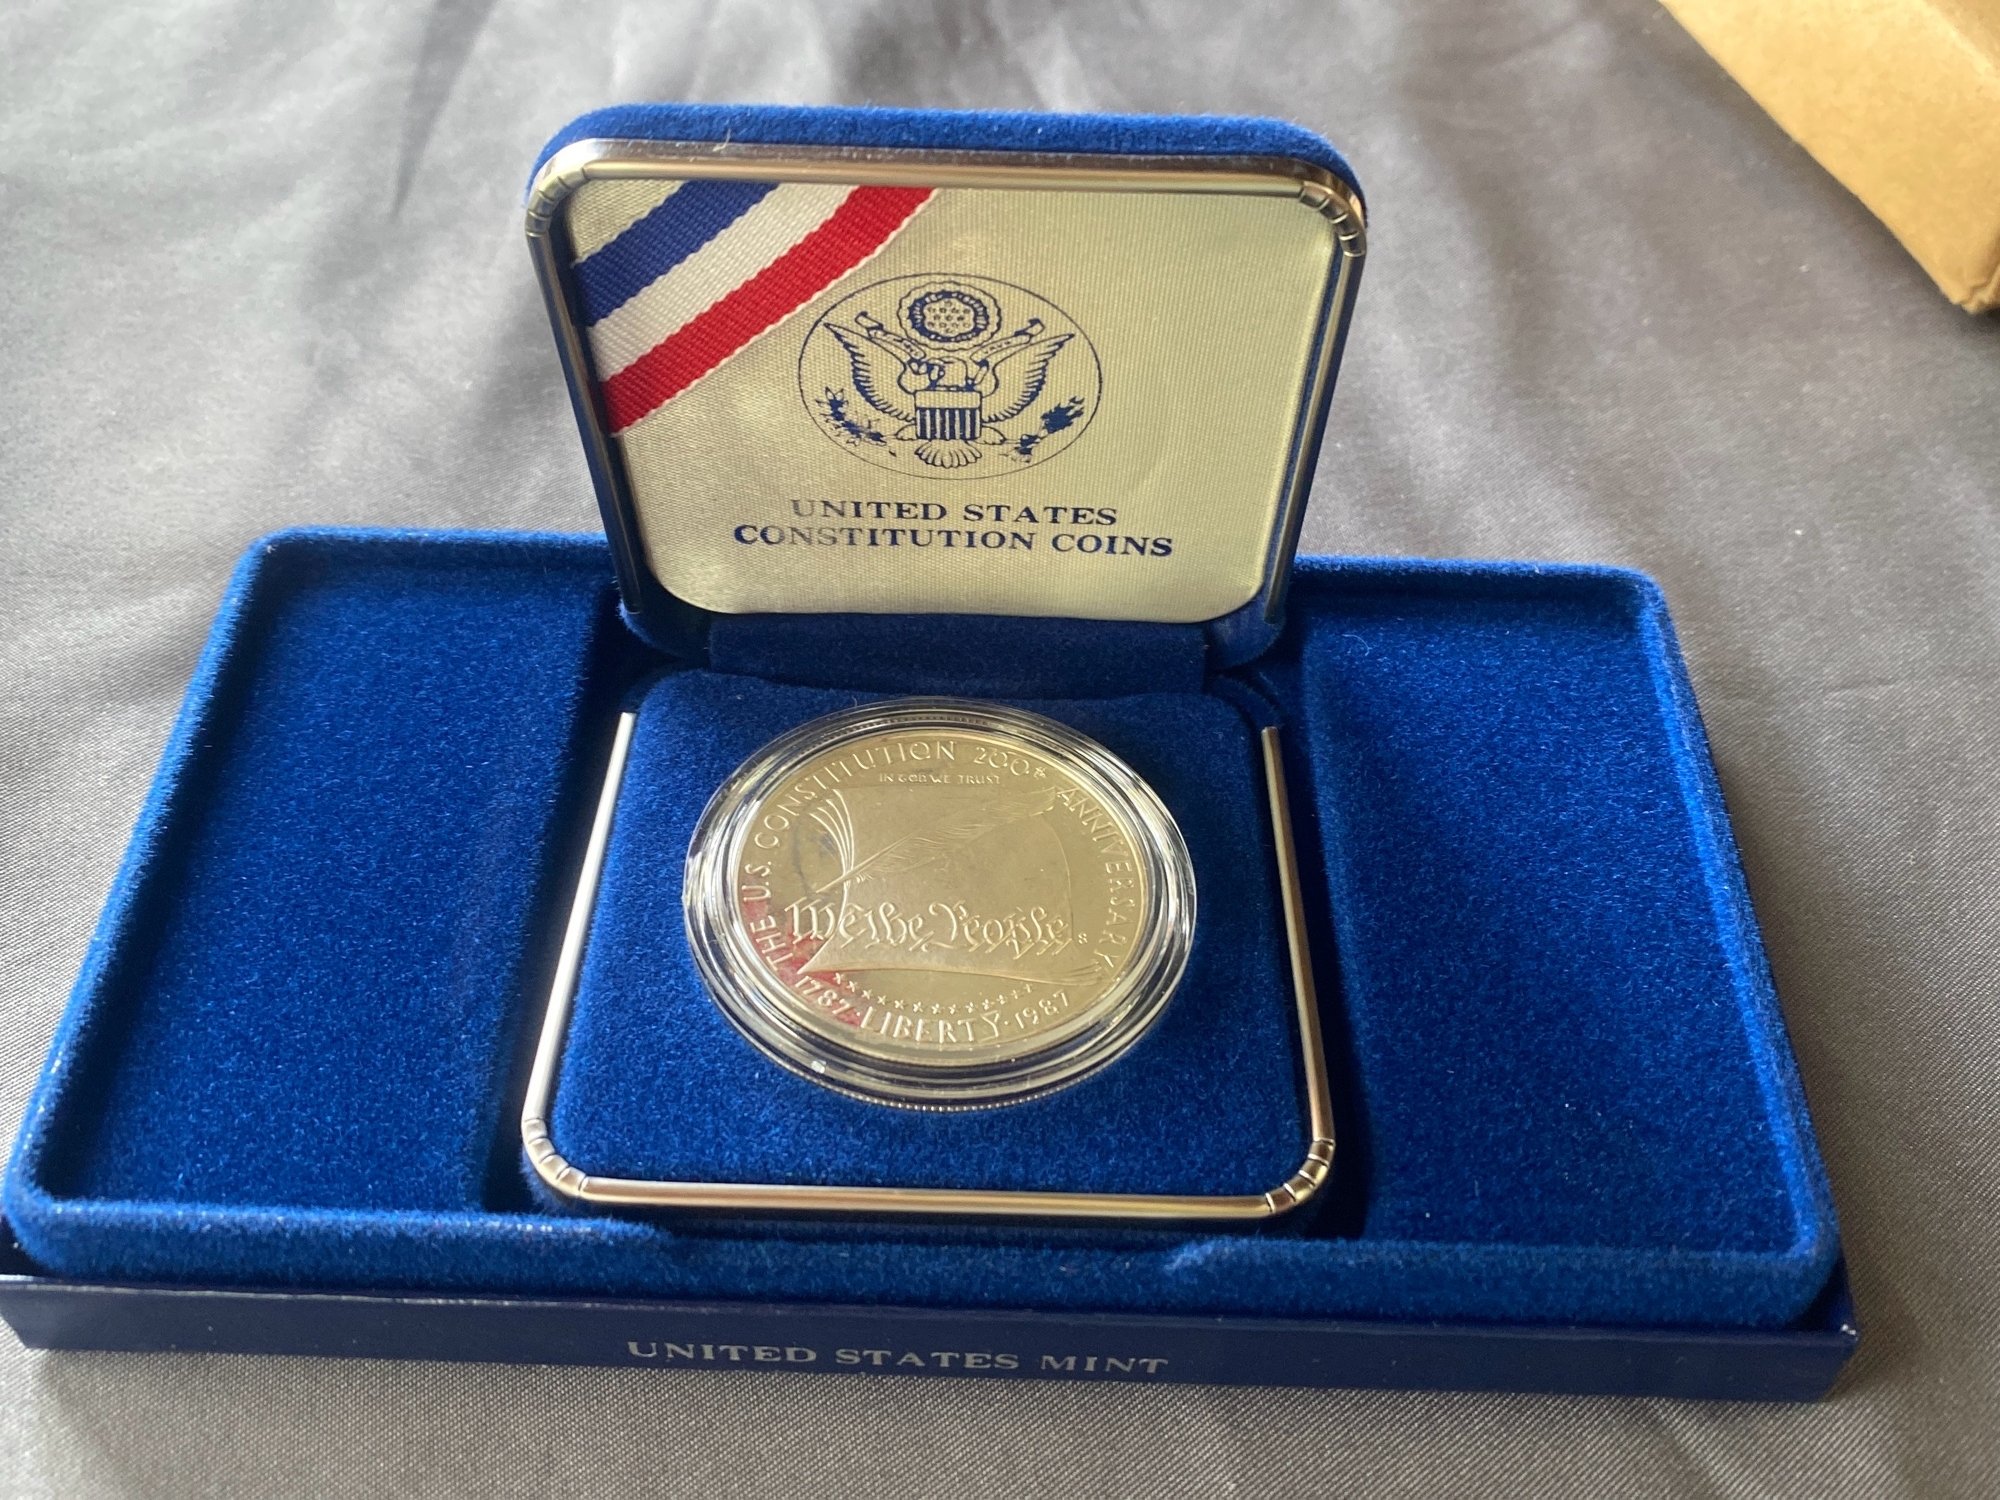 UNITED STATES
CONSTITUTION COINS
THE U.S. CONSTITUTION 200th ANNIVERSARY
IN GOD WE TRUST
We the People
S
1787 · LIBERTY · 1987
UNITED STATES MINT